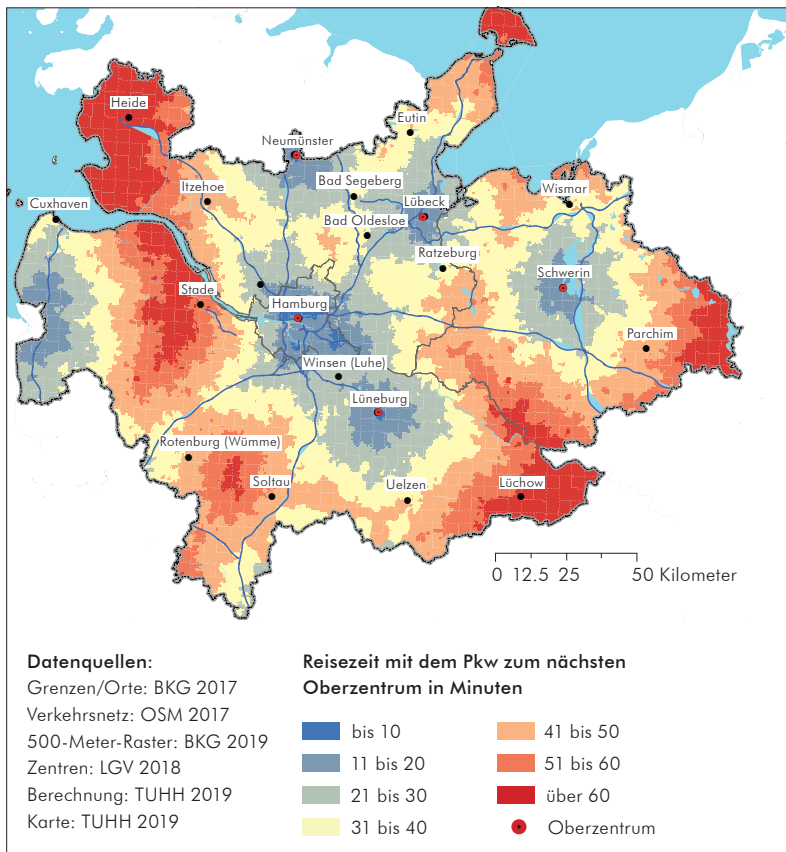 Heide
Neumünster
Eutin
Itzehoe
Bad Segeberg
Cuxhaven
Lübeck
Wismar
Bad Oldesloe
Ratzeburg
Schwerin
Stade
Hamburg
Parchim
Winsen (Luhe)
Lüneburg
Rotenburg (Wümme)
Soltau
Uelzen
Lüchow
0 12.5 25 50 Kilometer
Datenquellen:
Grenzen/Orte: BKG 2017
Verkehrsnetz: OSM 2017
500-Meter-Raster: BKG 2019
Zentren: LGV 2018
Berechnung: TUHH 2019
Karte: TUHH 2019
Reisezeit mit dem Pkw zum nächsten
Oberzentrum in Minuten
bis 10
11 bis 20
21 bis 30
31 bis 40
41 bis 50
51 bis 60
über 60
Oberzentrum